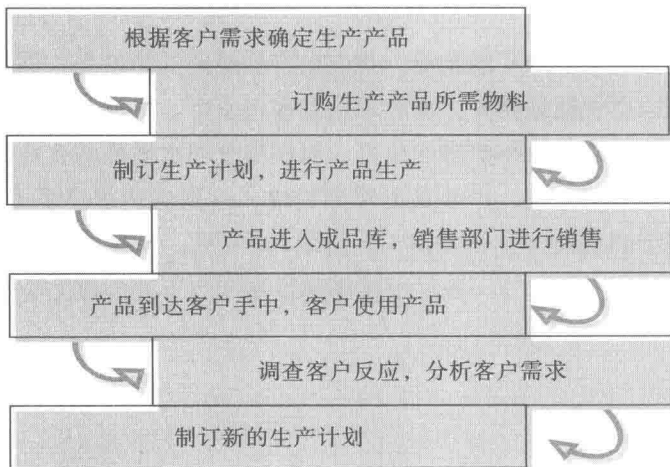 根据客户需求确定生产产品
订购生产产品所需物料
制订生产计划，进行产品生产
产品进入成品库，销售部门进行销售
产品到达客户手中，客户使用产品
调查客户反应，分析客户需求
制订新的生产计划